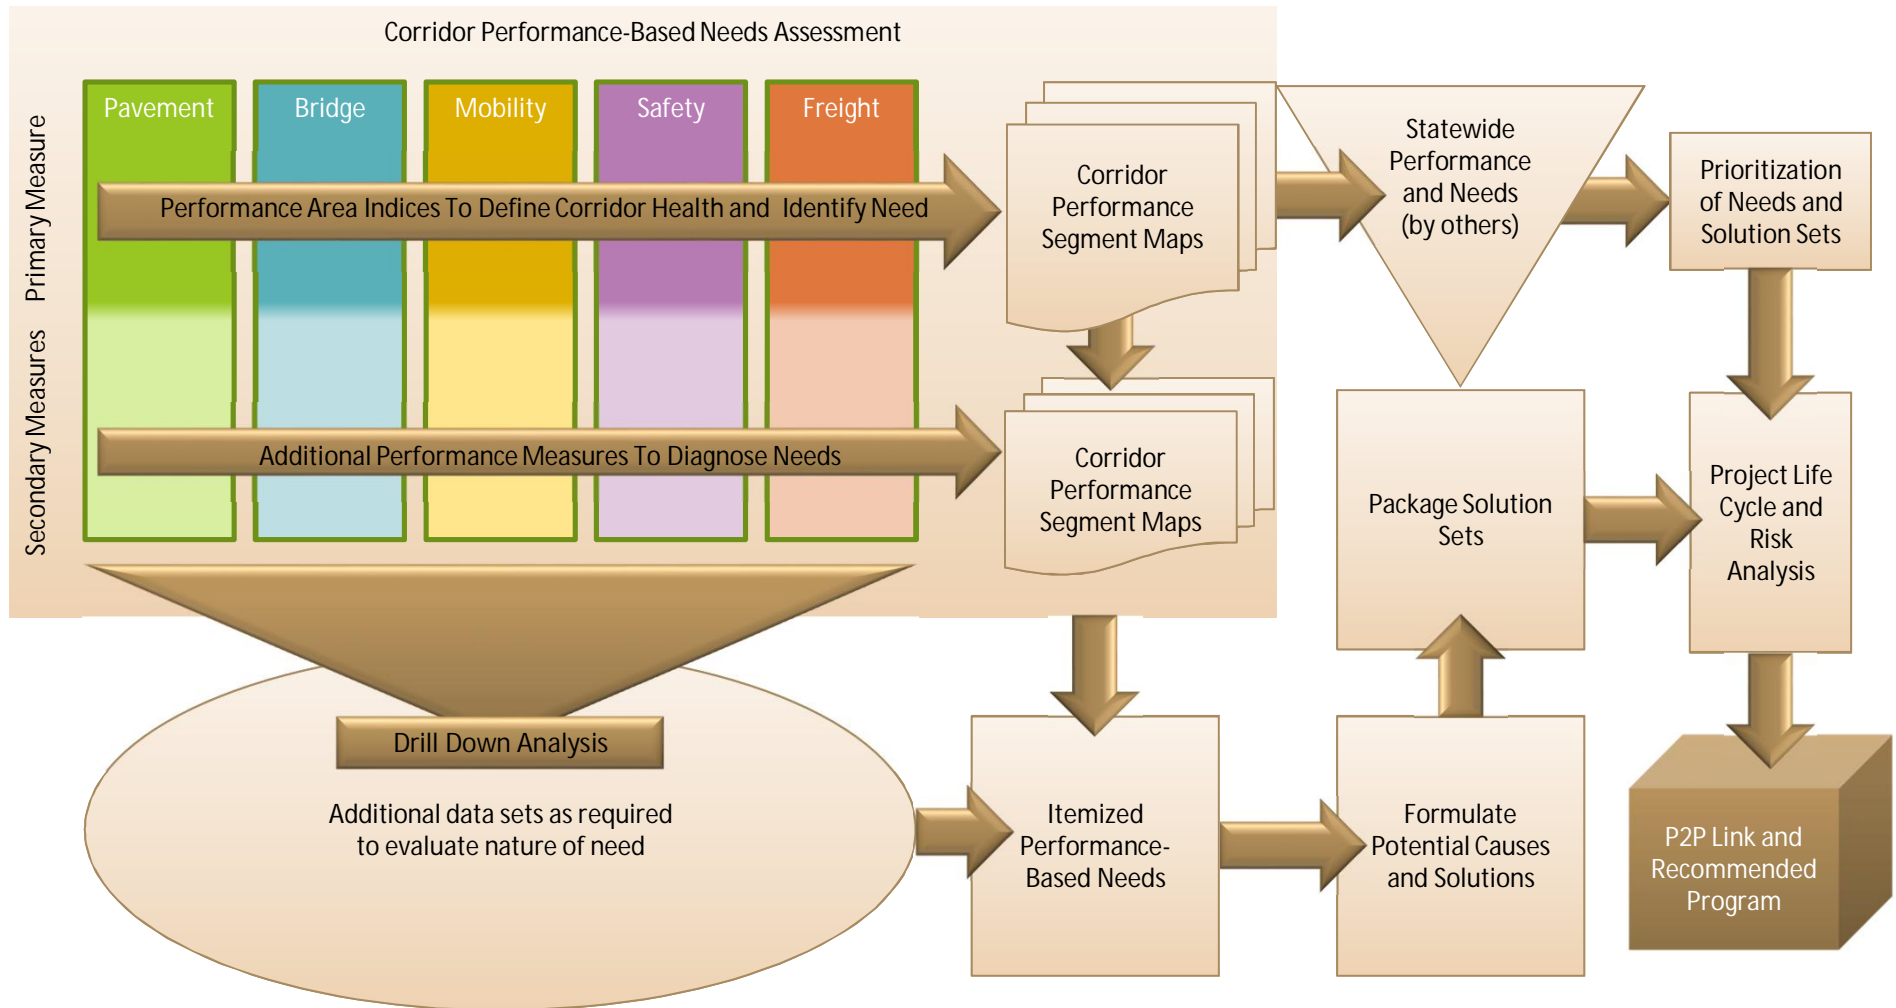 Corridor Performance-Based Needs Assessment
Primary Measure
Secondary Measures
Pavement
Bridge
Mobility
Safety
Freight
Performance Area Indices To Define Corridor Health and Identify Need
Corridor
Performance
Segment Maps
Statewide
Performance
and Needs
(by others)
Prioritization
of Needs and
Solution Sets
Additional Performance Measures To Diagnose Needs
Corridor
Performance
Segment Maps
Package Solution
Sets
Project Life
Cycle and
Risk
Analysis
Drill Down Analysis
Additional data sets as required
to evaluate nature of need
Itemized
Performance-
Based Needs
Formulate
Potential Causes
and Solutions
P2P Link and
Recommended
Program